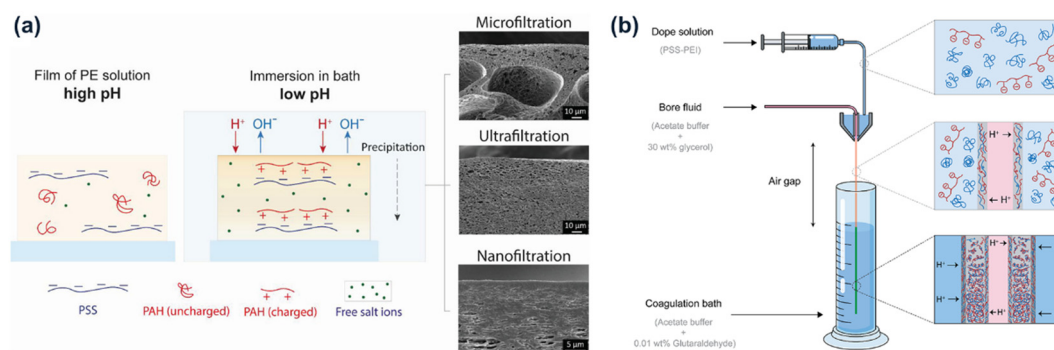 (a)
Film of PE solution
high pH
Immersion in bath
low pH
H⁺ OH⁻ H⁺ OH⁻
Precipitation
PSS
PAH (uncharged)
PAH (charged)
Free salt ions
Microfiltration
10 µm
Ultrafiltration
10 µm
Nanofiltration
5 µm
(b)
Dope solution
(PSS-PEI)
Bore fluid
(Acetate buffer
+
30 wt% glycerol)
Air gap
Coagulation bath
(Acetate buffer
+
0.01 wt% Glutaraldehyde)
H⁺
H⁺
H⁺
H⁺
H⁺
H⁺
H⁺